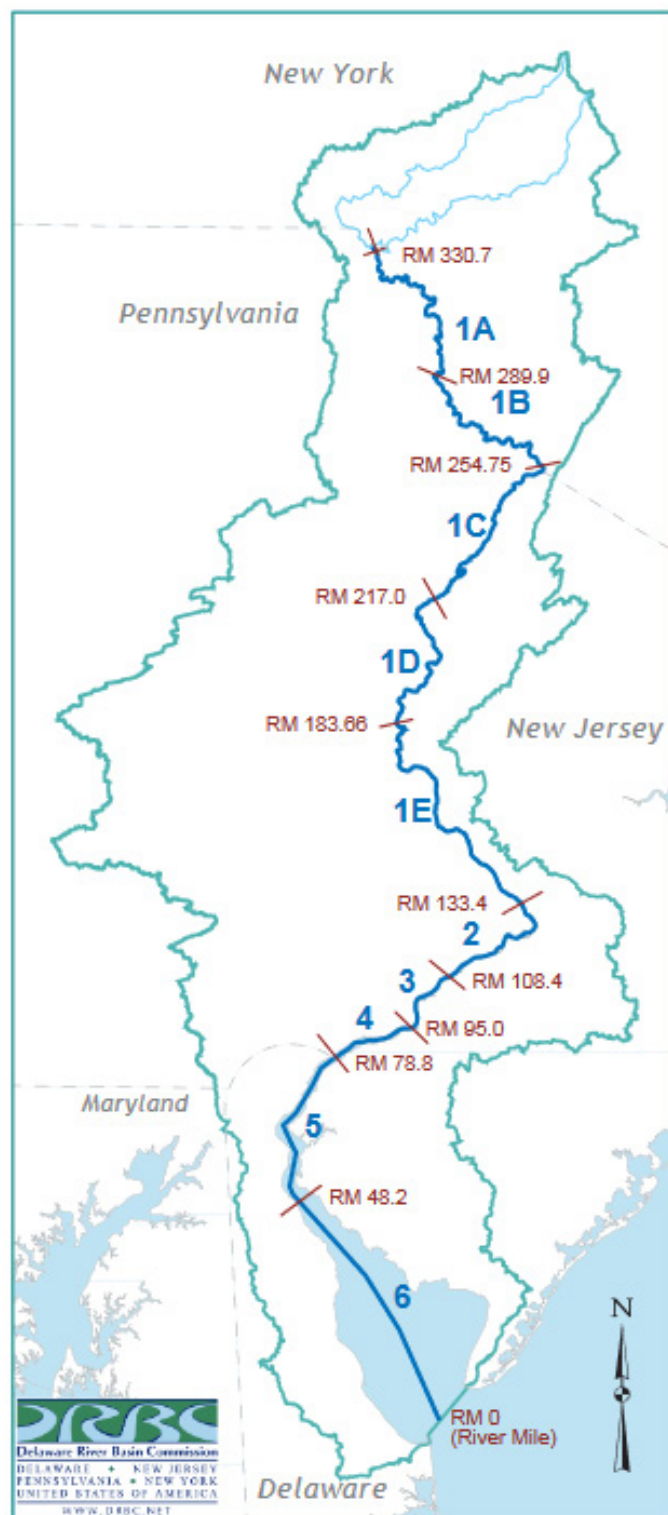 New York
RM 330.7
Pennsylvania
1A
RM 289.9
1B
RM 254.75
1C
RM 217.0
1D
RM 183.66
New Jersey
1E
RM 133.4
2
3
RM 108.4
4
RM 95.0
RM 78.8
Maryland
5
RM 48.2
6
N
DRBC
Delaware River Basin Commission
DELAWARE • NEW JERSEY
PENNSYLVANIA • NEW YORK
UNITED STATES OF AMERICA
WWW.DRBC.NET
RM 0
(River Mile)
Delaware